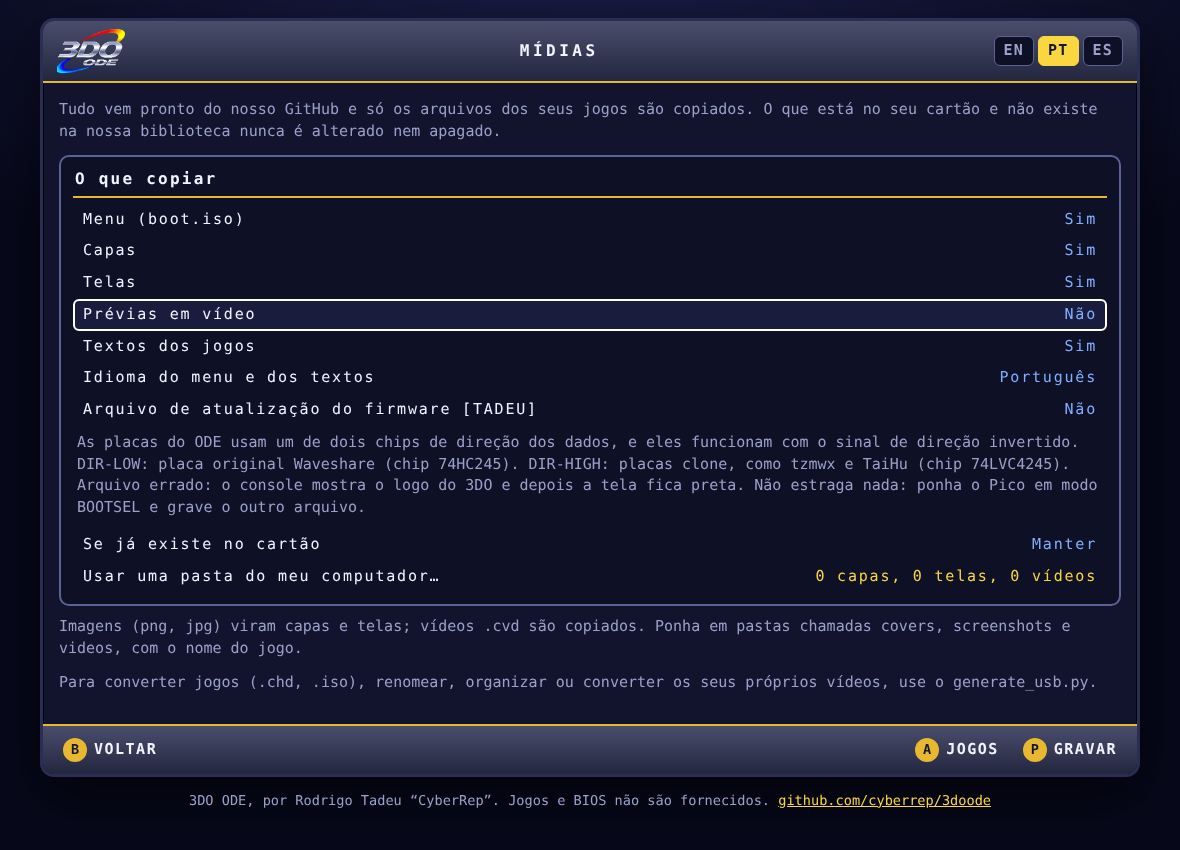 3DO ODE
MÍDIAS
EN PT ES
Tudo vem pronto do nosso GitHub e só os arquivos dos seus jogos são copiados. O que está no seu cartão e não existe
na nossa biblioteca nunca é alterado nem apagado.
O que copiar
Menu (boot.iso) Sim
Capas Sim
Telas Sim
Prévias em vídeo Não
Textos dos jogos Sim
Idioma do menu e dos textos Português
Arquivo de atualização do firmware [TADEU] Não
As placas do ODE usam um de dois chips de direção dos dados, e eles funcionam com o sinal de direção invertido.
DIR-LOW: placa original Waveshare (chip 74HC245). DIR-HIGH: placas clone, como tzmwx e TaiHu (chip 74LVC4245).
Arquivo errado: o console mostra o logo do 3DO e depois a tela fica preta. Não estraga nada: ponha o Pico em modo
BOOTSEL e grave o outro arquivo.
Se já existe no cartão Manter
Usar uma pasta do meu computador… 0 capas, 0 telas, 0 vídeos
Imagens (png, jpg) viram capas e telas; vídeos .cvd são copiados. Ponha em pastas chamadas covers, screenshots e
videos, com o nome do jogo.
Para converter jogos (.chd, .iso), renomear, organizar ou converter os seus próprios vídeos, use o generate_usb.py.
B VOLTAR A JOGOS P GRAVAR
3DO ODE, por Rodrigo Tadeu “CyberRep”. Jogos e BIOS não são fornecidos. github.com/cyberrep/3doode